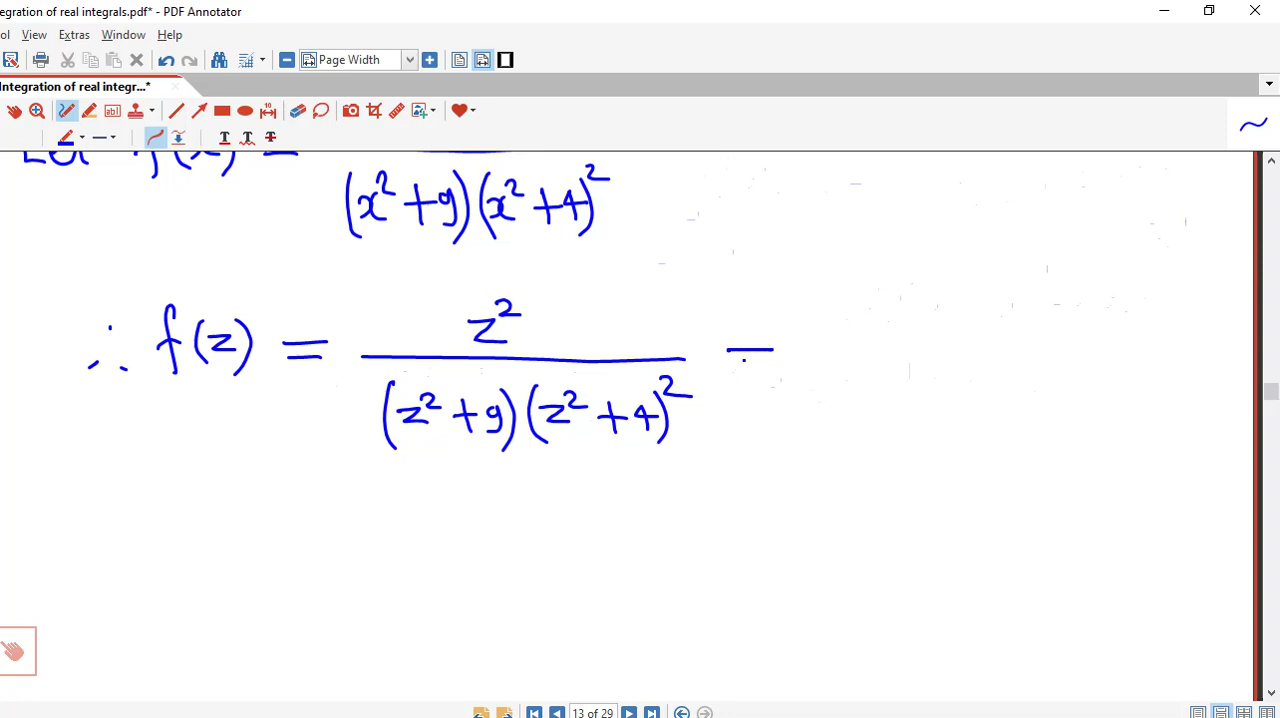 egration of real integrals.pdf* - PDF Annotator
ol View Extras Window Help
Page Width
Integration of real integr...*
Let f(x) =
(x² + 9)(x² + 4)²
∴ f(z) = z² / (z² + 9)(z² + 4)²
13 of 29